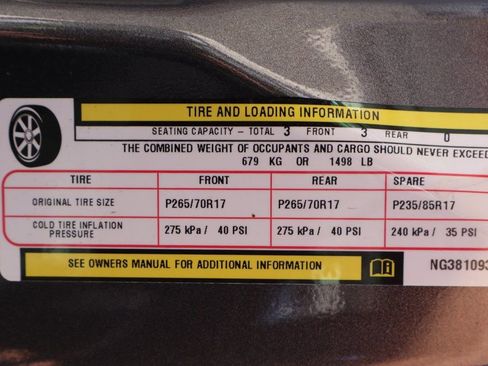 TIRE AND LOADING INFORMATION
SEATING CAPACITY - TOTAL 3 FRONT 3 REAR 0
THE COMBINED WEIGHT OF OCCUPANTS AND CARGO SHOULD NEVER EXCEED
679 KG OR 1498 LB
TIRE FRONT REAR SPARE
ORIGINAL TIRE SIZE P265/70R17 P265/70R17 P235/85R17
COLD TIRE INFLATION PRESSURE 275 kPa / 40 PSI 275 kPa / 40 PSI 240 kPa / 35 PSI
SEE OWNERS MANUAL FOR ADDITIONAL INFORMATION NG381093